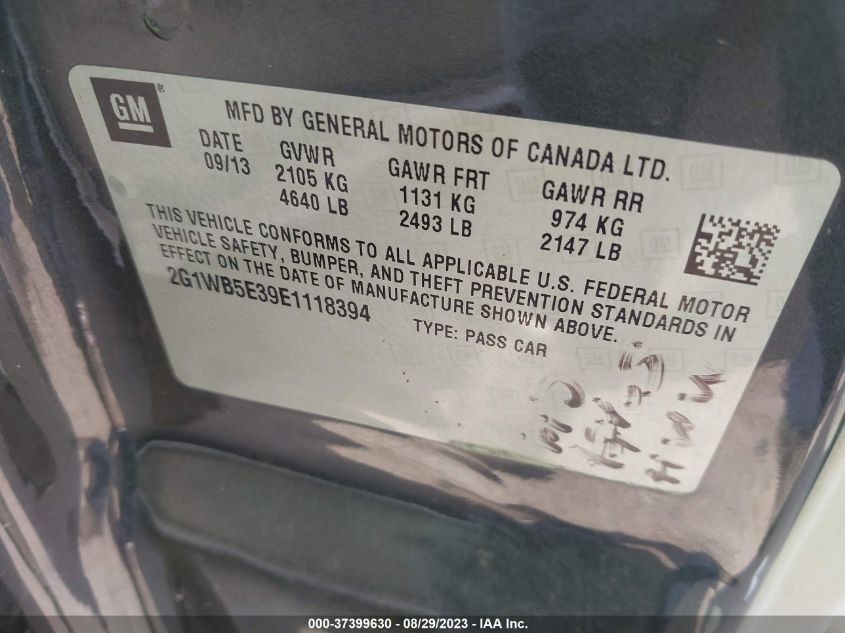 GM®
MFD BY GENERAL MOTORS OF CANADA LTD.
DATE GVWR GAWR FRT GAWR RR
09/13 2105 KG 1131 KG 974 KG
4640 LB 2493 LB 2147 LB
THIS VEHICLE CONFORMS TO ALL APPLICABLE U.S. FEDERAL MOTOR
VEHICLE SAFETY, BUMPER, AND THEFT PREVENTION STANDARDS IN
EFFECT ON THE DATE OF MANUFACTURE SHOWN ABOVE.
2G1WB5E39E1118394 TYPE: PASS CAR
000-37399630 - 08/29/2023 - IAA Inc.